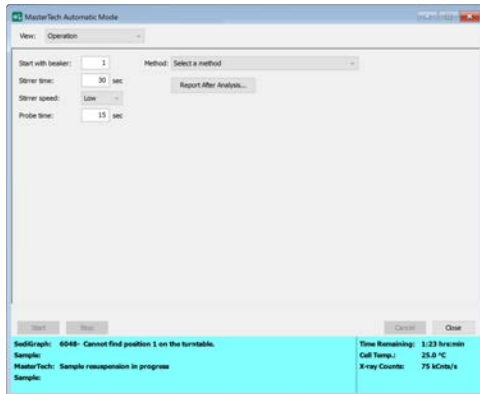 MasterTech Automatic Mode
View: Operation
Start with beaker: 1 Method: Select a method
Stirrer time: 30 sec Report After Analysis...
Stirrer speed: Low
Probe time: 15 sec
Start Stop Cancel Close
SediGraph: 6048- Cannot find position 1 on the turntable. Time Remaining: 1:23 hrs:min
Sample: Cell Temp.: 25.0 °C
MasterTech: Sample resuspension in progress X-ray Counts: 75 kCnts/s
Sample: